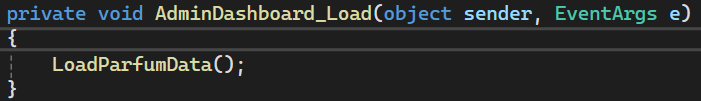 private void AdminDashboard_Load(object sender, EventArgs e)
{
    LoadParfumData();
}